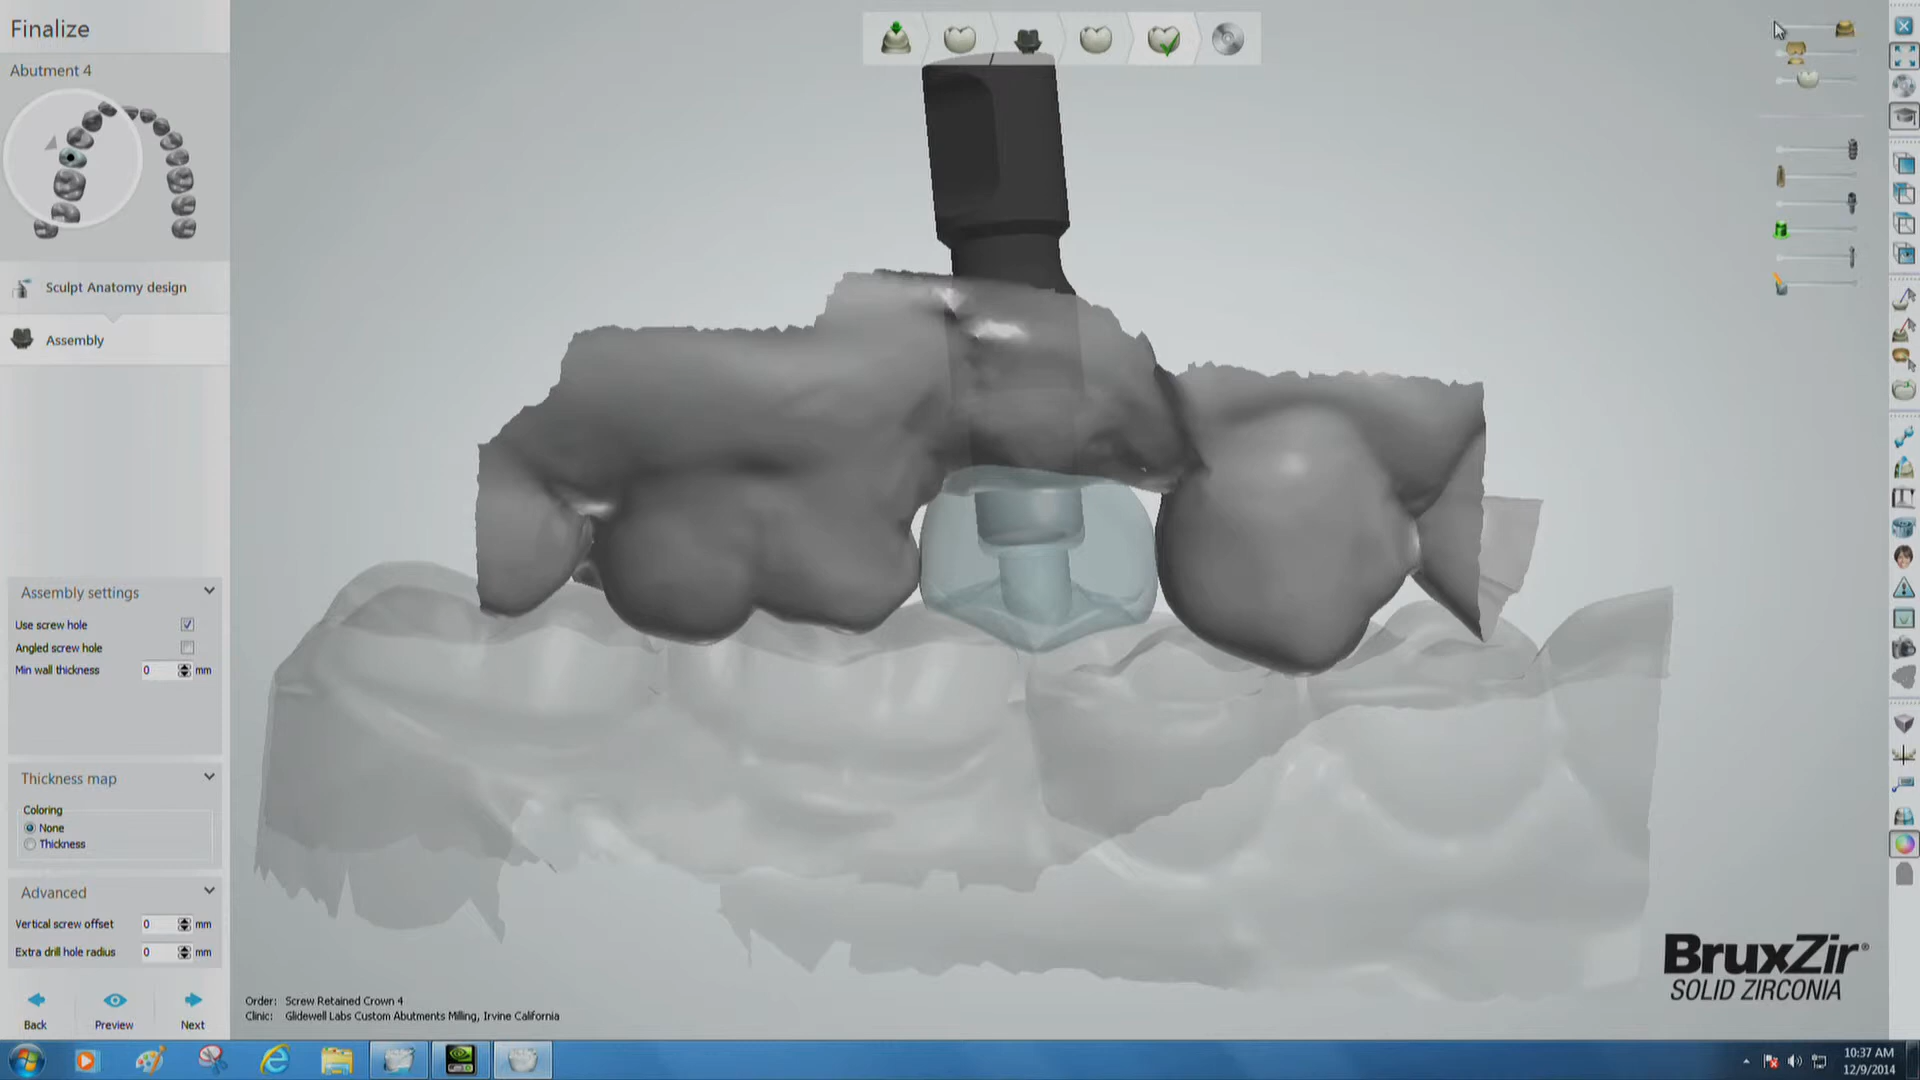 Finalize
Abutment 4
Sculpt Anatomy design
Assembly
Assembly settings
Use screw hole
Angled screw hole
Min wall thickness 0 mm
Thickness map
Coloring
None
Thickness
Advanced
Vertical screw offset 0 mm
Extra drill hole radius 0 mm
Back Preview Next
Order: Screw Retained Crown 4
Clinic: Glidewell Labs Custom Abutments Milling, Irvine California
BruxZir®
SOLID ZIRCONIA
10:37 AM
12/9/2014